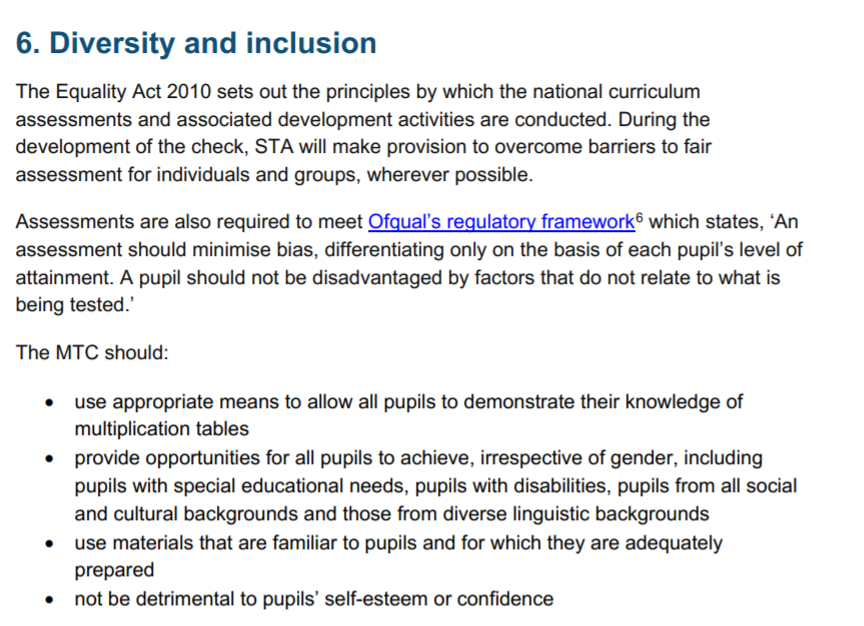 6. Diversity and inclusion
The Equality Act 2010 sets out the principles by which the national curriculum
assessments and associated development activities are conducted. During the
development of the check, STA will make provision to overcome barriers to fair
assessment for individuals and groups, wherever possible.
Assessments are also required to meet Ofqual’s regulatory framework⁶ which states, ‘An
assessment should minimise bias, differentiating only on the basis of each pupil’s level of
attainment. A pupil should not be disadvantaged by factors that do not relate to what is
being tested.’
The MTC should:
• use appropriate means to allow all pupils to demonstrate their knowledge of
multiplication tables
• provide opportunities for all pupils to achieve, irrespective of gender, including
pupils with special educational needs, pupils with disabilities, pupils from all social
and cultural backgrounds and those from diverse linguistic backgrounds
• use materials that are familiar to pupils and for which they are adequately
prepared
• not be detrimental to pupils’ self-esteem or confidence